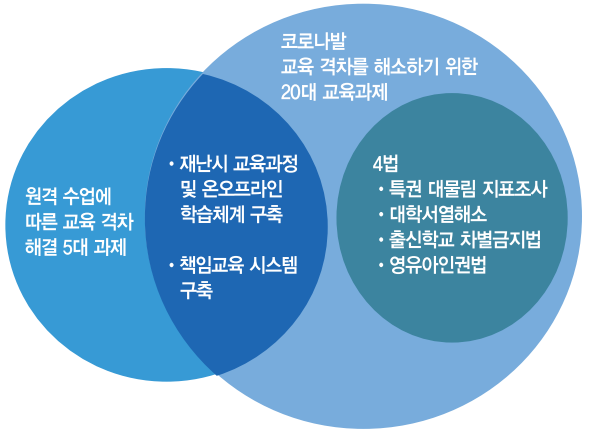 코로나발
교육 격차를 해소하기 위한
20대 교육과제
원격 수업에
따른 교육 격차
해결 5대 과제
• 재난시 교육과정
및 온오프라인
학습체계 구축
• 책임교육 시스템
구축
4법
• 특권 대물림 지표조사
• 대학서열해소
• 출신학교 차별금지법
• 영유아인권법